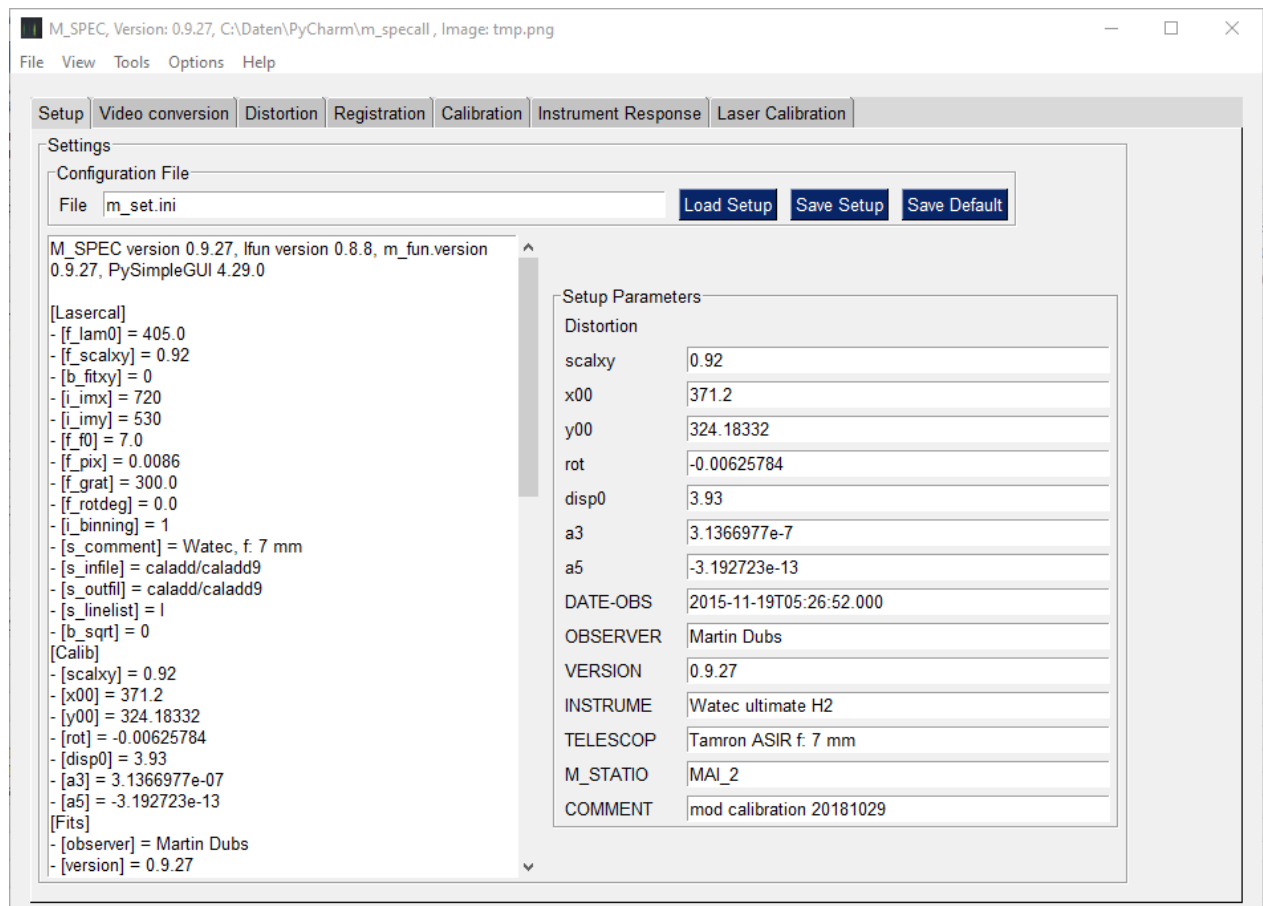 M_SPEC, Version: 0.9.27, C:\Daten\PyCharm\m_specall , Image: tmp.png
File View Tools Options Help
Setup Video conversion Distortion Registration Calibration Instrument Response Laser Calibration
Settings
Configuration File
File m_set.ini Load Setup Save Setup Save Default
M_SPEC version 0.9.27, lfun version 0.8.8, m_fun.version
0.9.27, PySimpleGUI 4.29.0
[Lasercal]
- [f_lam0] = 405.0
- [f_scalxy] = 0.92
- [b_fitxy] = 0
- [i_imx] = 720
- [i_imy] = 530
- [f_f0] = 7.0
- [f_pix] = 0.0086
- [f_grat] = 300.0
- [f_rotdeg] = 0.0
- [i_binning] = 1
- [s_comment] = Watec, f: 7 mm
- [s_infile] = caladd/caladd9
- [s_outfil] = caladd/caladd9
- [s_linelist] = l
- [b_sqrt] = 0
[Calib]
- [scalxy] = 0.92
- [x00] = 371.2
- [y00] = 324.18332
- [rot] = -0.00625784
- [disp0] = 3.93
- [a3] = 3.1366977e-07
- [a5] = -3.192723e-13
[Fits]
- [observer] = Martin Dubs
- [version] = 0.9.27
Setup Parameters
Distortion
scalxy 0.92
x00 371.2
y00 324.18332
rot -0.00625784
disp0 3.93
a3 3.1366977e-7
a5 -3.192723e-13
DATE-OBS 2015-11-19T05:26:52.000
OBSERVER Martin Dubs
VERSION 0.9.27
INSTRUME Watec ultimate H2
TELESCOP Tamron ASIR f: 7 mm
M_STATIO MAI_2
COMMENT mod calibration 20181029